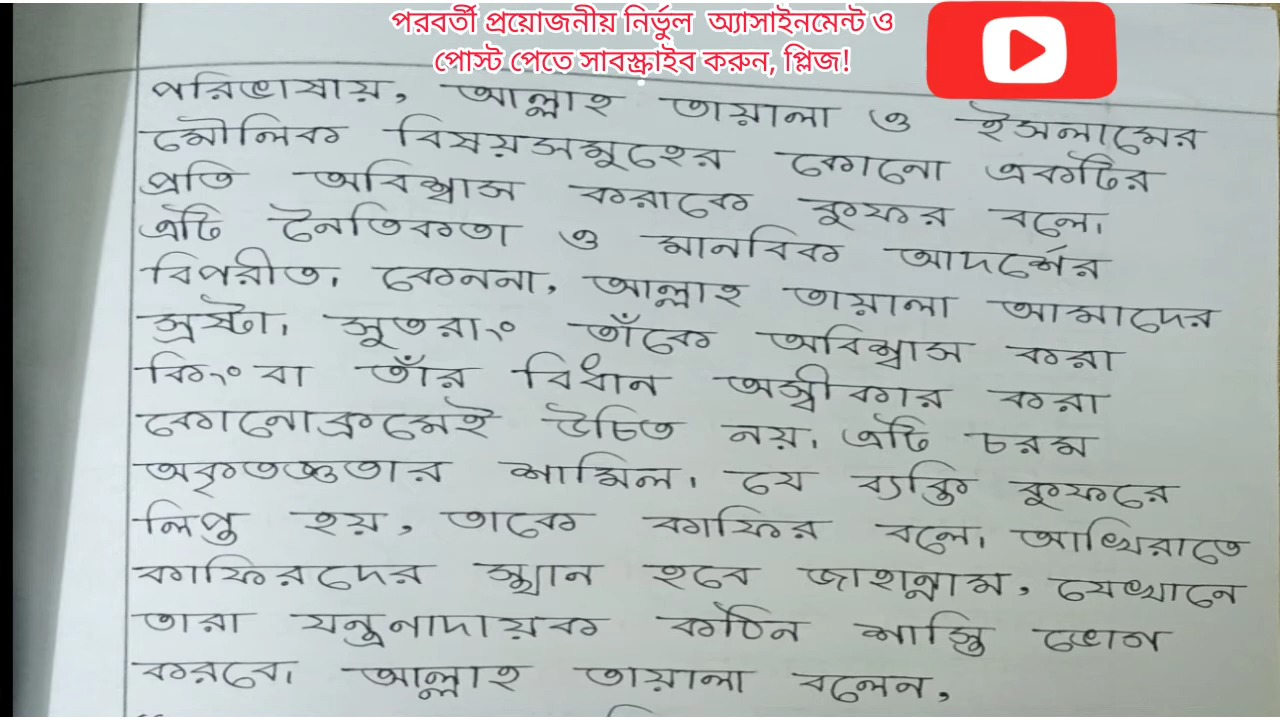 পরবর্তী প্রয়োজনীয় নির্ভুল অ্যাসাইনমেন্ট ও
পোস্ট পেতে সাবস্ক্রাইব করুন, প্লিজ!
পরিভাষায়, আল্লাহ তায়ালা ও ইসলামের
মৌলিক বিষয়সমুহের কোনো একটির
প্রতি অবিশ্বাস করাকে কুফর বলে।
এটি নৈতিকতা ও মানবিক আদর্শের
বিপরীত। কেননা, আল্লাহ তায়ালা আমাদের
স্রষ্টা। সুতরাং তাঁকে অবিশ্বাস করা
কিংবা তাঁর বিধান অস্বীকার করা
কোনোক্রমেই উচিত নয়। এটি চরম
অকৃতজ্ঞতার শামিল। যে ব্যক্তি কুফরে
লিপ্ত হয়, তাকে কাফির বলে। আখিরাতে
কাফিরদের স্থান হবে জাহান্নাম, যেখানে
তারা যন্ত্রনাদায়ক কঠিন শাস্তি ভোগ
করবে। আল্লাহ তায়ালা বলেন,